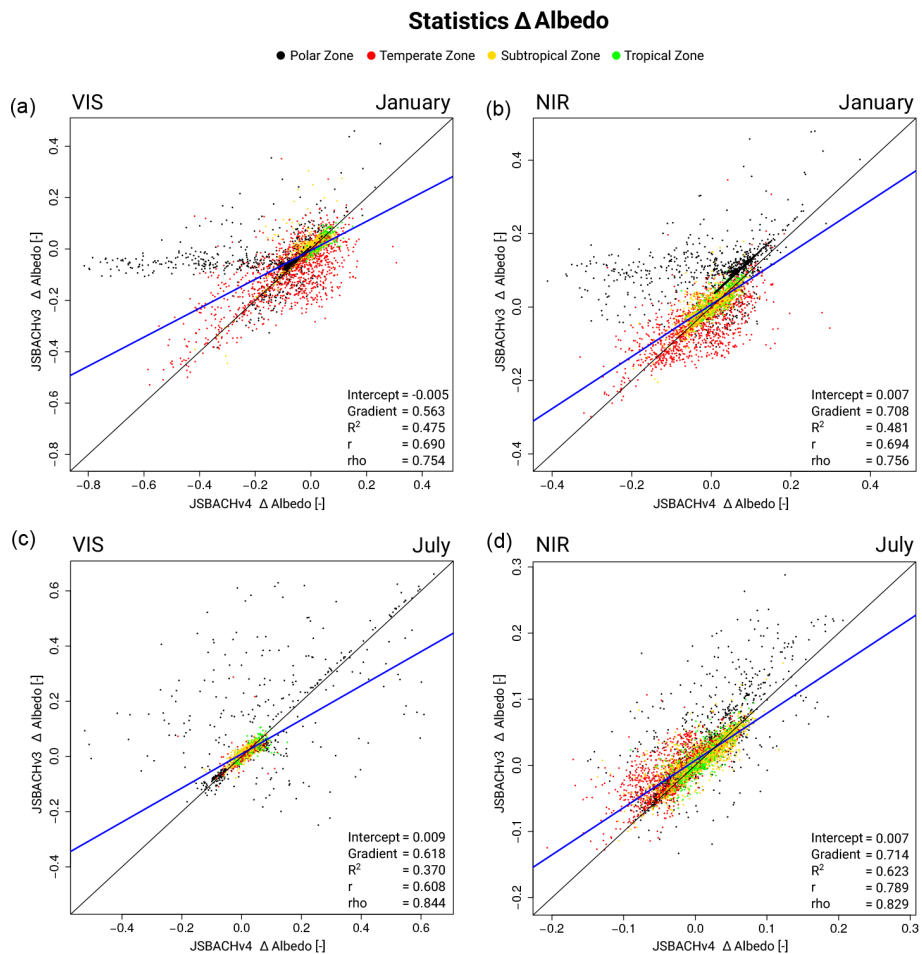 Statistics Δ Albedo
Polar Zone Temperate Zone Subtropical Zone Tropical Zone
(a) VIS January
0.4
0.2
0.0
−0.2
−0.4
−0.6
−0.8
JSBACHv3 Δ Albedo [-]
Intercept = -0.005
Gradient = 0.563
R² = 0.475
r = 0.690
rho = 0.754
−0.8 −0.6 −0.4 −0.2 0.0 0.2 0.4
JSBACHv4 Δ Albedo [-]
(b) NIR January
0.4
0.2
0.0
−0.2
−0.4
JSBACHv3 Δ Albedo [-]
Intercept = 0.007
Gradient = 0.708
R² = 0.481
r = 0.694
rho = 0.756
−0.4 −0.2 0.0 0.2 0.4
JSBACHv4 Δ Albedo [-]
(c) VIS July
0.6
0.4
0.2
0.0
−0.2
−0.4
JSBACHv3 Δ Albedo [-]
Intercept = 0.009
Gradient = 0.618
R² = 0.370
r = 0.608
rho = 0.844
−0.4 −0.2 0.0 0.2 0.4 0.6
JSBACHv4 Δ Albedo [-]
(d) NIR July
0.3
0.2
0.1
0.0
−0.1
−0.2
JSBACHv3 Δ Albedo [-]
Intercept = 0.007
Gradient = 0.714
R² = 0.623
r = 0.789
rho = 0.829
−0.2 −0.1 0.0 0.1 0.2 0.3
JSBACHv4 Δ Albedo [-]